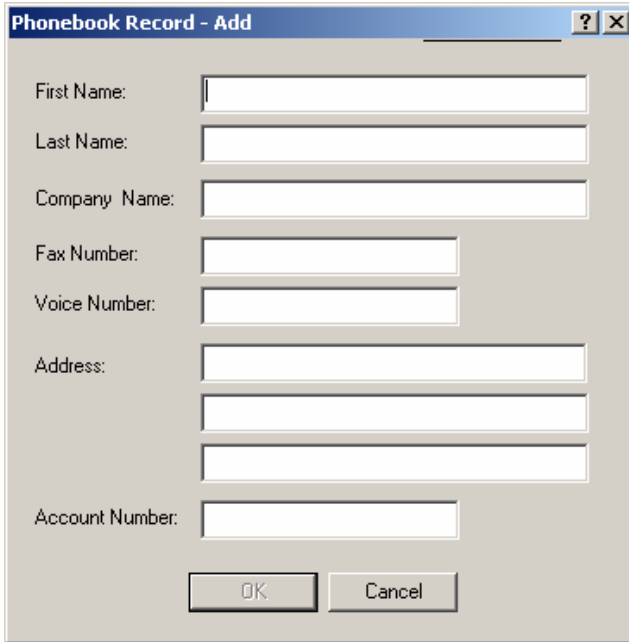 Phonebook Record - Add
First Name:
Last Name:
Company Name:
Fax Number:
Voice Number:
Address:
Account Number:
OK Cancel